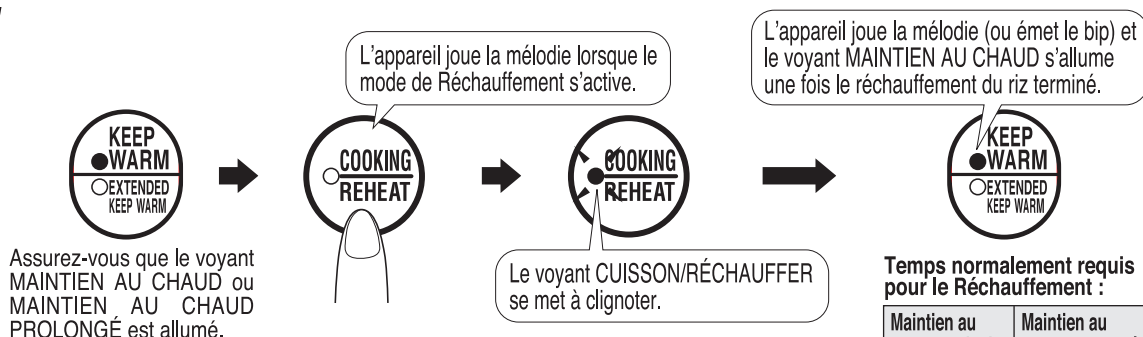 L'appareil joue la mélodie lorsque le
mode de Réchauffement s'active.
L'appareil joue la mélodie (ou émet le bip) et
le voyant MAINTIEN AU CHAUD s'allume
une fois le réchauffement du riz terminé.
KEEP
WARM
EXTENDED
KEEP WARM
COOKING
REHEAT
COOKING
REHEAT
KEEP
WARM
EXTENDED
KEEP WARM
Assurez-vous que le voyant
MAINTIEN AU CHAUD ou
MAINTIEN AU CHAUD
PROLONGÉ est allumé.
Le voyant CUISSON/RÉCHAUFFER
se met à clignoter.
Temps normalement requis
pour le Réchauffement :
Maintien au
Maintien au